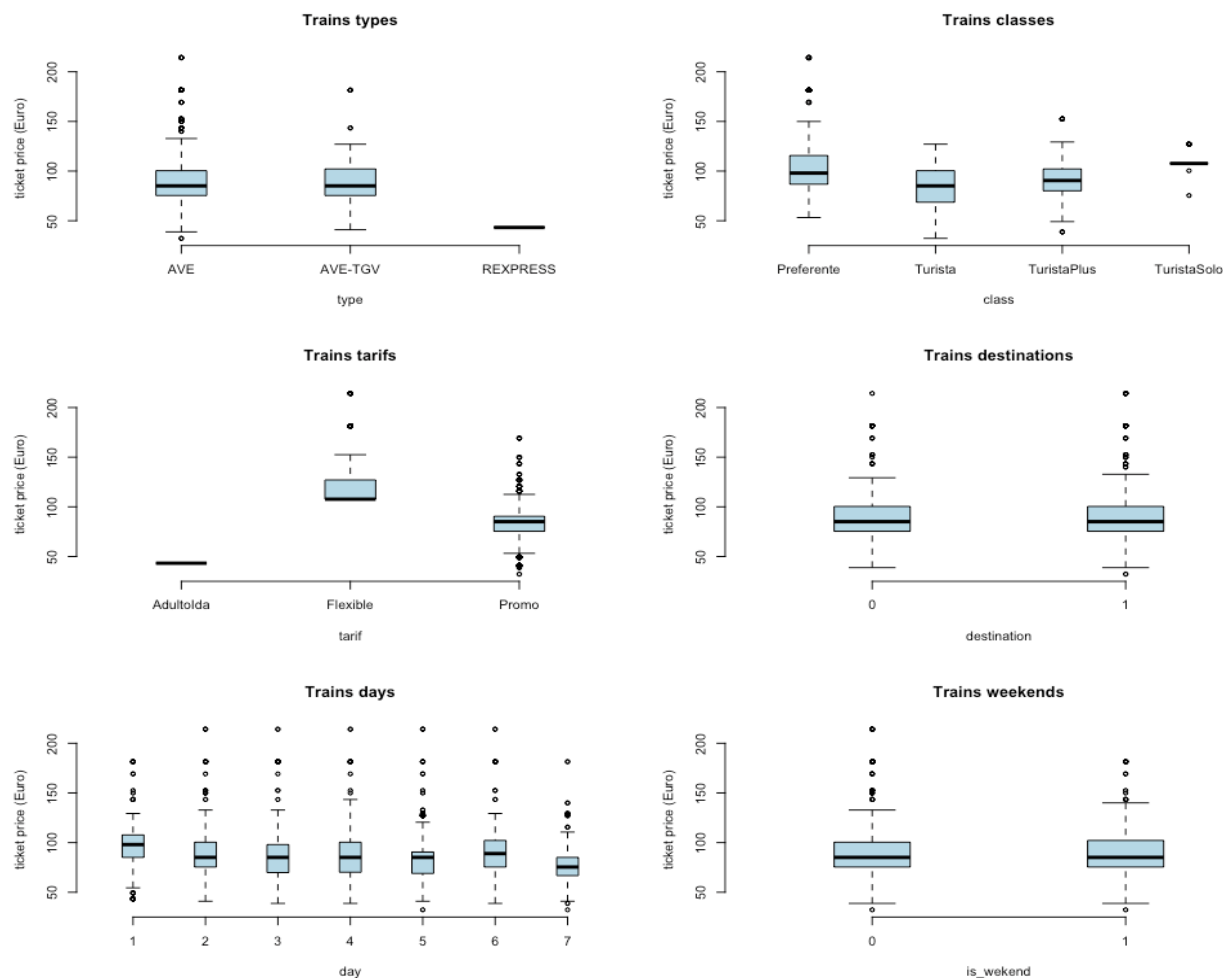 Trains types
ticket price (Euro)
200
150
100
50
AVE
AVE-TGV
REXPRESS
type
Trains classes
ticket price (Euro)
200
150
100
50
Preferente
Turista
TuristaPlus
TuristaSolo
class
Trains tarifs
ticket price (Euro)
200
150
100
50
AdultoIda
Flexible
Promo
tarif
Trains destinations
ticket price (Euro)
200
150
100
50
0
1
destination
Trains days
ticket price (Euro)
200
150
100
50
1
2
3
4
5
6
7
day
Trains weekends
ticket price (Euro)
200
150
100
50
0
1
is_wekend